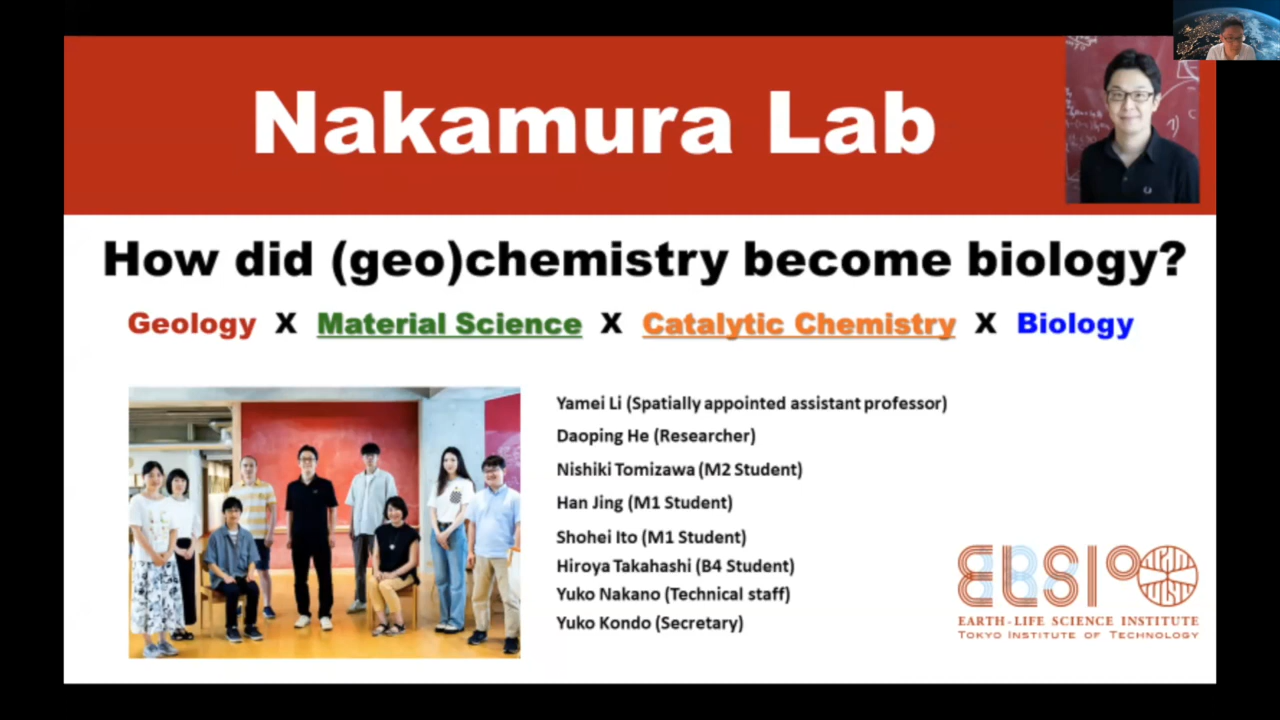 Nakamura Lab
How did (geo)chemistry become biology?
Geology X Material Science X Catalytic Chemistry X Biology
Yamei Li (Spatially appointed assistant professor)
Daoping He (Researcher)
Nishiki Tomizawa (M2 Student)
Han Jing (M1 Student)
Shohei Ito (M1 Student)
Hiroya Takahashi (B4 Student)
Yuko Nakano (Technical staff)
Yuko Kondo (Secretary)
ELSI
EARTH-LIFE SCIENCE INSTITUTE
TOKYO INSTITUTE OF TECHNOLOGY